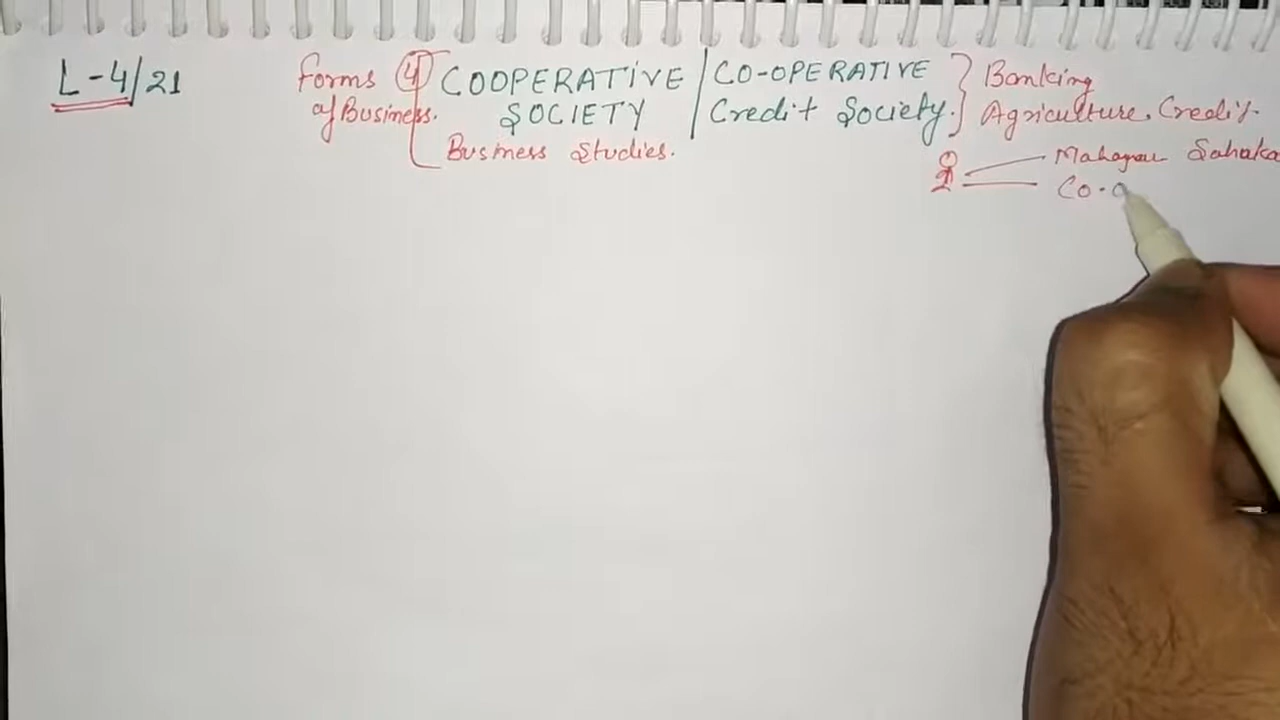 L-4/21
Forms of Business.
④ COOPERATIVE SOCIETY
Business Studies.
CO-OPERATIVE Credit Society.
Banking
Agriculture. Credit.
Sahaka
Co-o